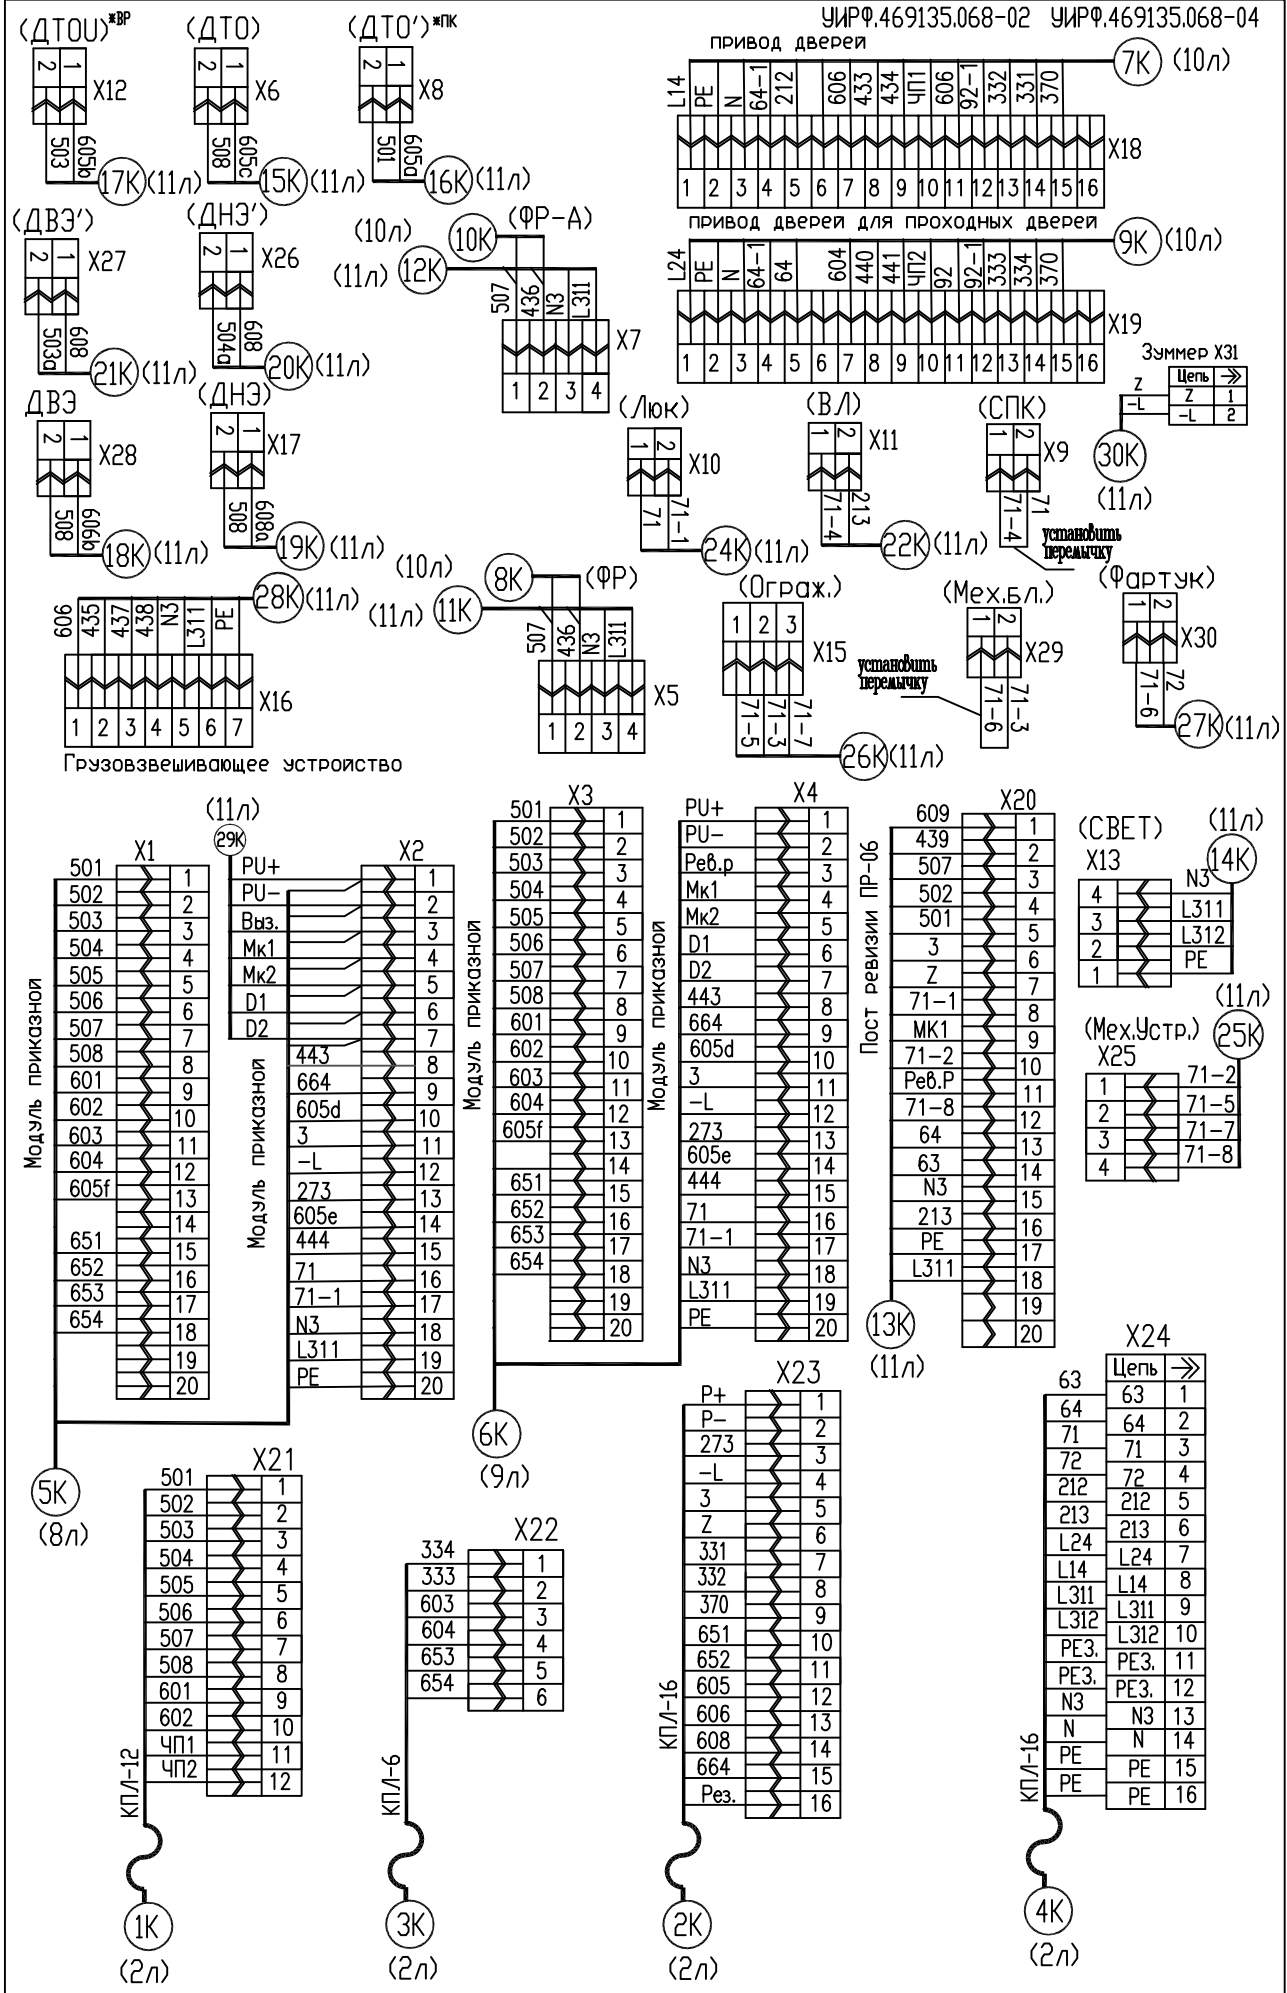 УИРФ.469135.068-02 УИРФ.469135.068-04
(ДТОU)*ВР
2 1
X12
503 605b
17К (11л)
(ДТО)
2 1
X6
508 605c
15К (11л)
(ДТО')*ПК
2 1
X8
501 605a
16К (11л)
привод дверей
7К (10л)
L14 PE N 64-1 212 606 433 434 ЧП1 606 92-1 332 331 370
X18
1 2 3 4 5 6 7 8 9 10 11 12 13 14 15 16
привод дверей для проходных дверей
9К (10л)
L24 PE N 64-1 64 604 440 441 ЧП2 92 92-1 333 334 370
X19
1 2 3 4 5 6 7 8 9 10 11 12 13 14 15 16
(ДВЭ')
2 1
X27
503a 608
21К (11л)
(ДНЭ')
2 1
X26
504a 608
20К (11л)
(10л) 10К (ФР-А)
(11л) 12К
507 436 N3 L311
X7
1 2 3 4
Зуммер X31
Цепь
Z Z 1
-L -L 2
30К
(11л)
ДВЭ
2 1
X28
508 606b
18К (11л)
(ДНЭ)
2 1
X17
508 608a
19К (11л)
(Люк)
1 2
X10
71 71-1
24К (11л)
(ВЛ)
1 2
X11
71-4 213
22К (11л)
(СПК)
1 2
X9
71-4 71
установить
перемычку
28К (11л)
606 435 437 438 N3 L311 PE
X16
1 2 3 4 5 6 7
Грузовзвешивающее устройство
(10л) 8К (ФР)
(11л) 11К
507 436 N3 L311
X5
1 2 3 4
(Ограж.)
1 2 3
X15
71-5 71-3 71-7
26К (11л)
(Мех.бл.)
1 2
X29
71-6 71-3
установить
перемычку
(Фартук)
1 2
X30
71-6 72
27К (11л)
Модуль приказной
X1
501 1
502 2
503 3
504 4
505 5
506 6
507 7
508 8
601 9
602 10
603 11
604 12
605f 13
14
651 15
652 16
653 17
654 18
19
20
5К
(8л)
(11л)
29К
Модуль приказной
X2
PU+ 1
PU- 2
Выз. 3
Мк1 4
Мк2 5
D1 6
D2 7
443 8
664 9
605d 10
3 11
-L 12
273 13
605e 14
444 15
71 16
71-1 17
N3 18
L311 19
PE 20
Модуль приказной
X3
501 1
502 2
503 3
504 4
505 5
506 6
507 7
508 8
601 9
602 10
603 11
604 12
605f 13
14
651 15
652 16
653 17
654 18
19
20
6К
(9л)
Модуль приказной
X4
PU+ 1
PU- 2
Рев.р 3
Мк1 4
Мк2 5
D1 6
D2 7
443 8
664 9
605d 10
3 11
-L 12
273 13
605e 14
444 15
71 16
71-1 17
N3 18
L311 19
PE 20
Пост ревизии ПР-06
X20
609 1
439 2
507 3
502 4
501 5
3 6
Z 7
71-1 8
МК1 9
71-2 10
Рев.Р 11
71-8 12
64 13
63 14
N3 15
213 16
PE 17
L311 18
19
20
13К
(11л)
(СВЕТ)
X13
(11л)
14К
4 N3
3 L311
2 L312
1 PE
(Мех.Устр.)
X25
(11л)
25К
1 71-2
2 71-5
3 71-7
4 71-8
X21
501 1
502 2
503 3
504 4
505 5
506 6
507 7
508 8
601 9
602 10
ЧП1 11
ЧП2 12
КПЛ-12
1К
(2л)
X22
334 1
333 2
603 3
604 4
653 5
654 6
КПЛ-6
3К
(2л)
X23
P+ 1
P- 2
273 3
-L 4
3 5
Z 6
331 7
332 8
370 9
651 10
652 11
605 12
606 13
608 14
664 15
Рез. 16
КПЛ-16
2К
(2л)
X24
Цепь
63 63 1
64 64 2
71 71 3
72 72 4
212 212 5
213 213 6
L24 L24 7
L14 L14 8
L311 L311 9
L312 L312 10
РЕЗ. РЕЗ. 11
РЕЗ. РЕЗ. 12
N3 N3 13
N N 14
PE PE 15
PE PE 16
КПЛ-16
4К
(2л)